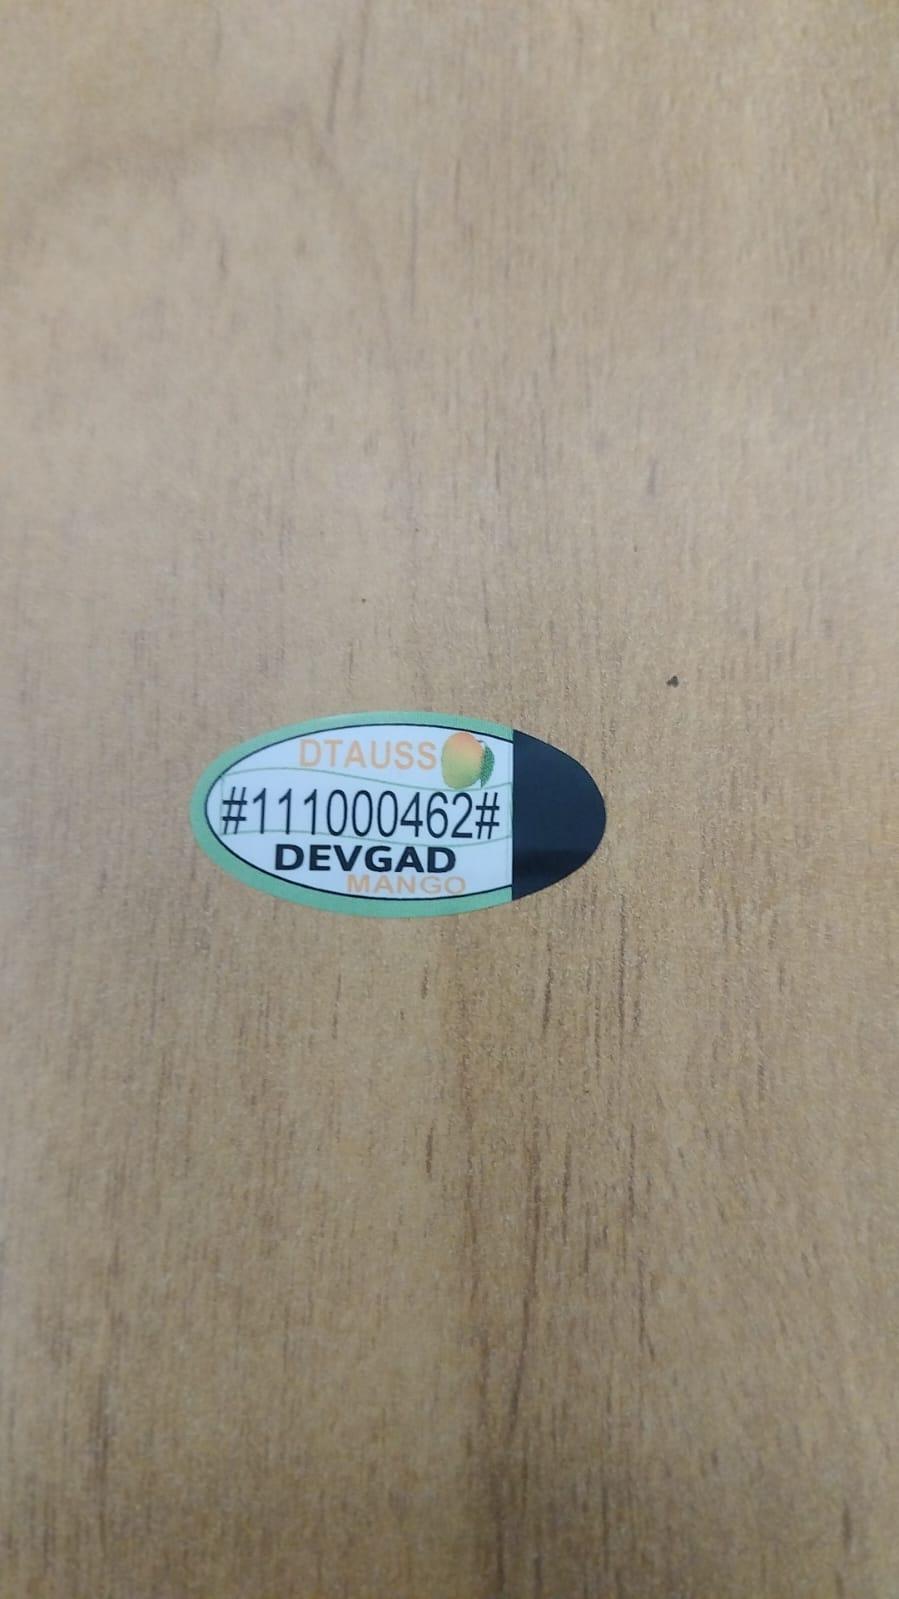 DTAUSS
#111000462#
DEVGAD
MANGO